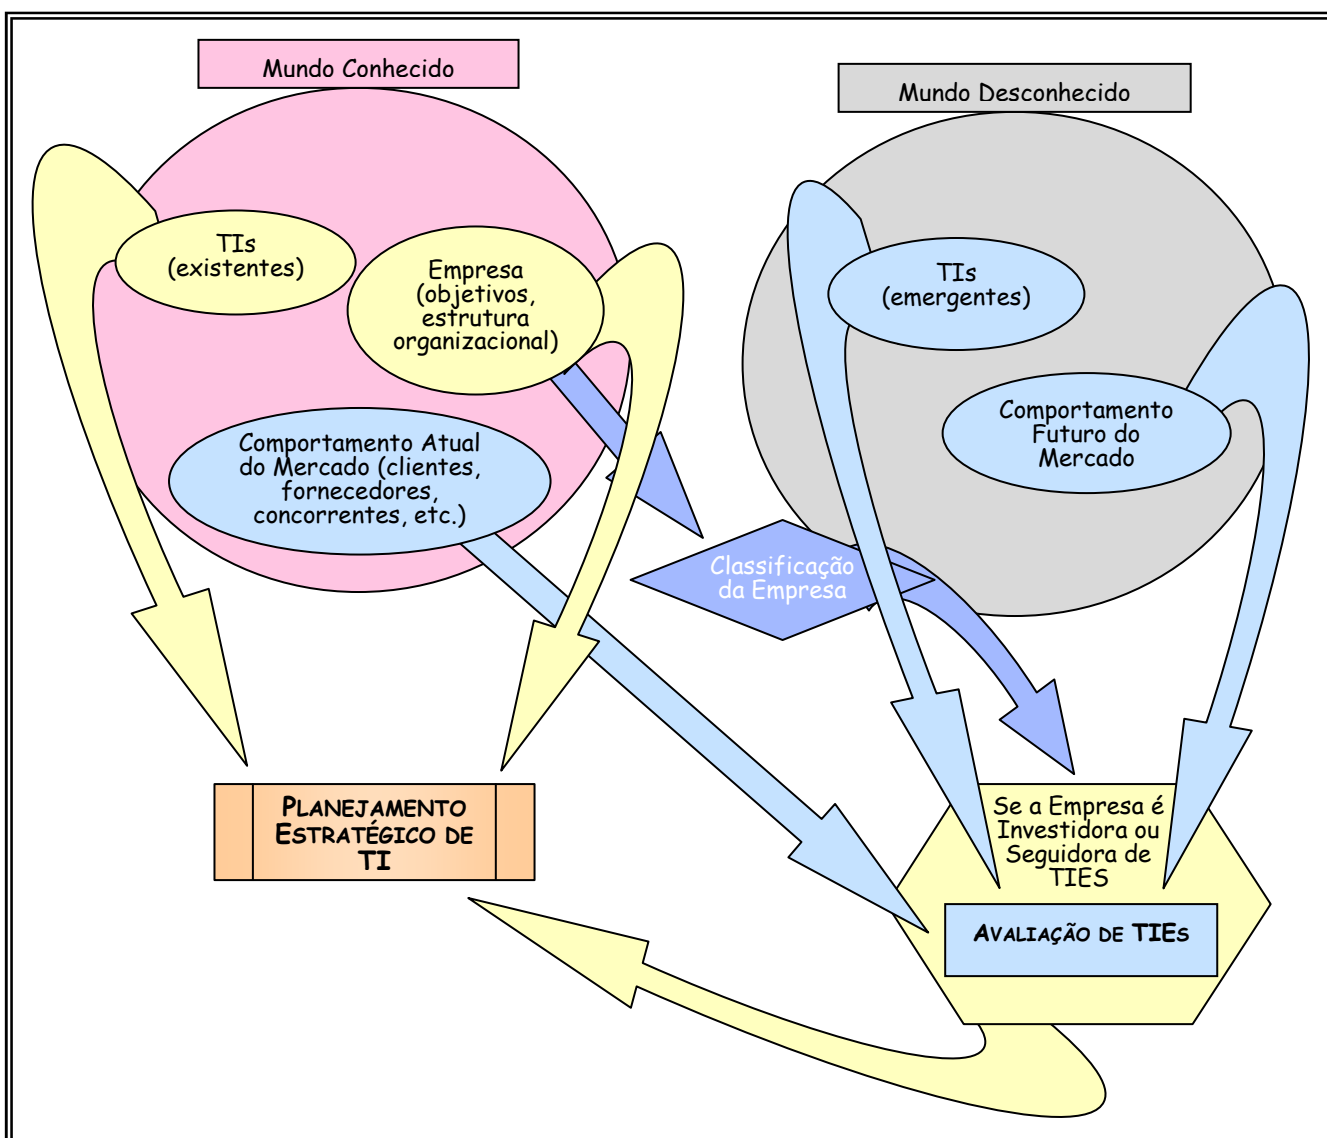 Mundo Conhecido
Mundo Desconhecido
TIs
(existentes)
Empresa
(objetivos,
estrutura
organizacional)
TIs
(emergentes)
Comportamento Atual
do Mercado (clientes,
fornecedores,
concorrentes, etc.)
Comportamento
Futuro do
Mercado
Classificação
da Empresa
PLANEJAMENTO
ESTRATÉGICO DE
TI
Se a Empresa é
Investidora ou
Seguidora de
TIES
AVALIAÇÃO DE TIES